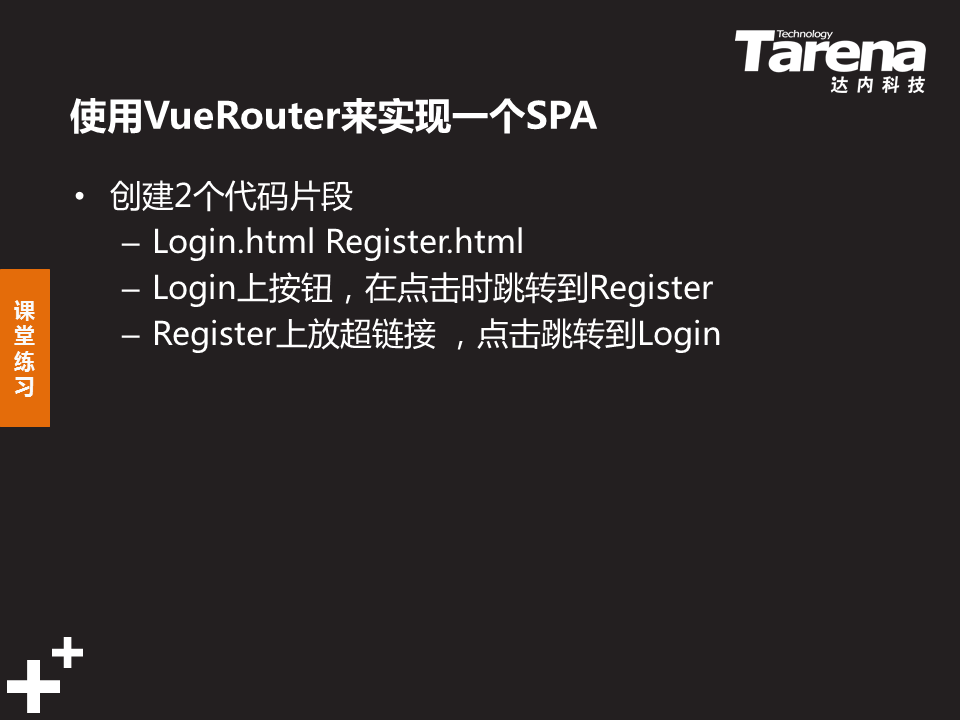 Technology
Tarena
达内科技
使用VueRouter来实现一个SPA
• 创建2个代码片段
– Login.html Register.html
– Login上按钮，在点击时跳转到Register
– Register上放超链接 ，点击跳转到Login
课
堂
练
习